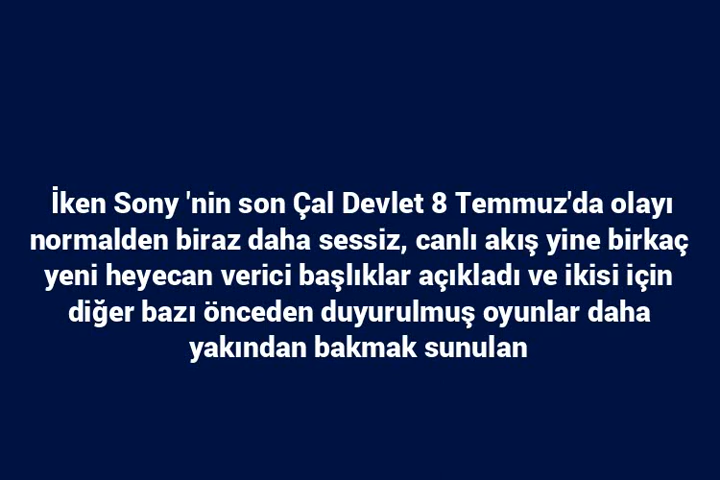 İken Sony 'nin son Çal Devlet 8 Temmuz'da olayı
normalden biraz daha sessiz, canlı akış yine birkaç
yeni heyecan verici başlıklar açıkladı ve ikisi için
diğer bazı önceden duyurulmuş oyunlar daha
yakından bakmak sunulan